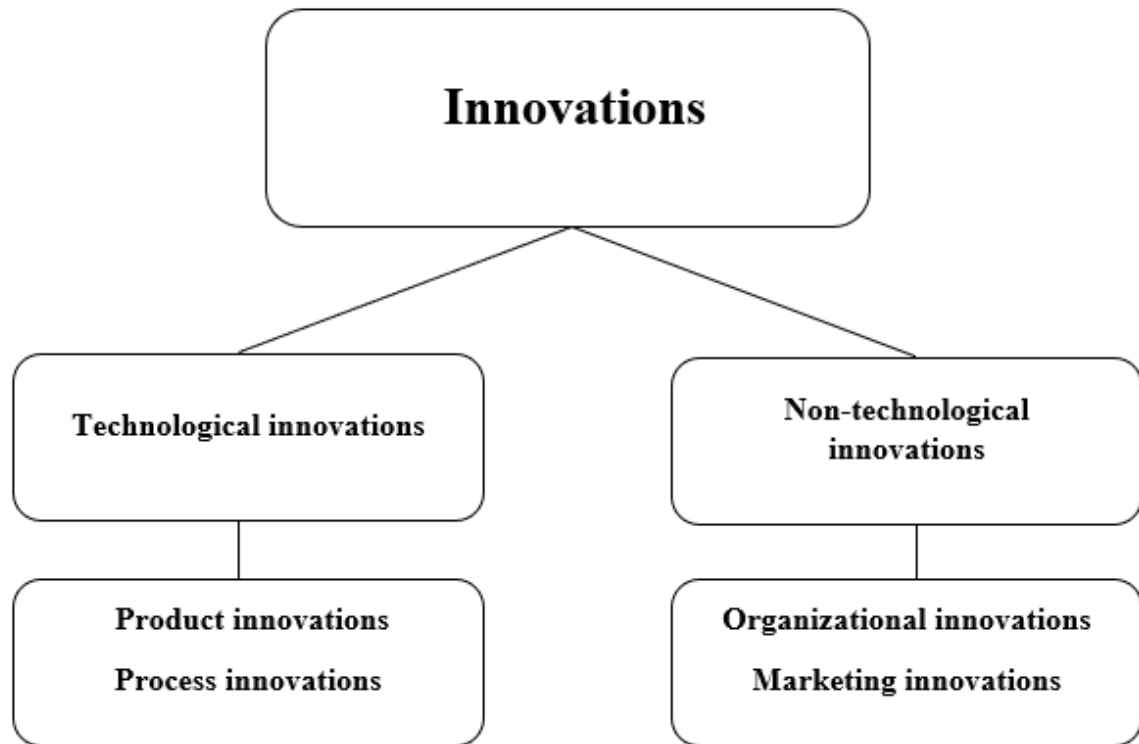 Innovations
Technological innovations
Non-technological
innovations
Product innovations
Process innovations
Organizational innovations
Marketing innovations